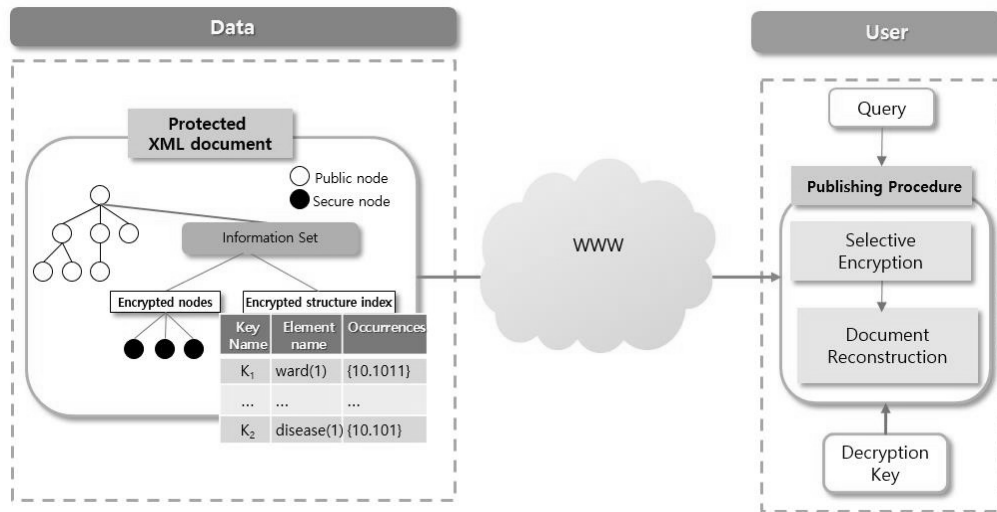 Data
User
Protected
XML document
Public node
Secure node
Information Set
Encrypted nodes
Encrypted structure index
Key Name Element name Occurrences
K1 ward(1) {10.1011}
... ... ...
K2 disease(1) {10.101}
WWW
Query
Publishing Procedure
Selective
Encryption
Document
Reconstruction
Decryption
Key